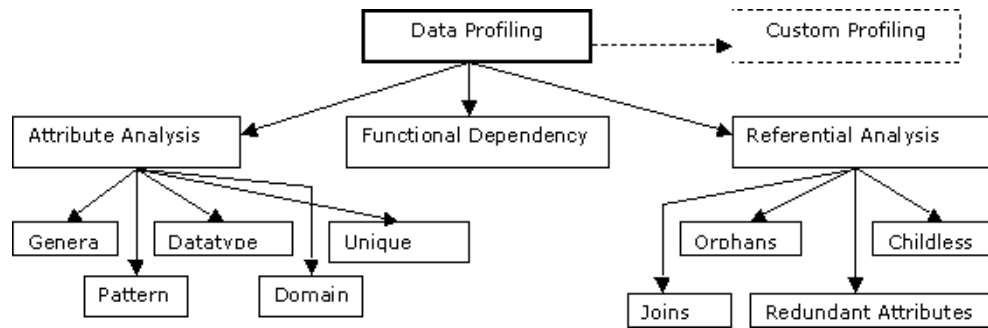 Data Profiling
Custom Profiling
Attribute Analysis
Functional Dependency
Referential Analysis
Genera
Datatype
Unique
Orphans
Childless
Pattern
Domain
Joins
Redundant Attributes